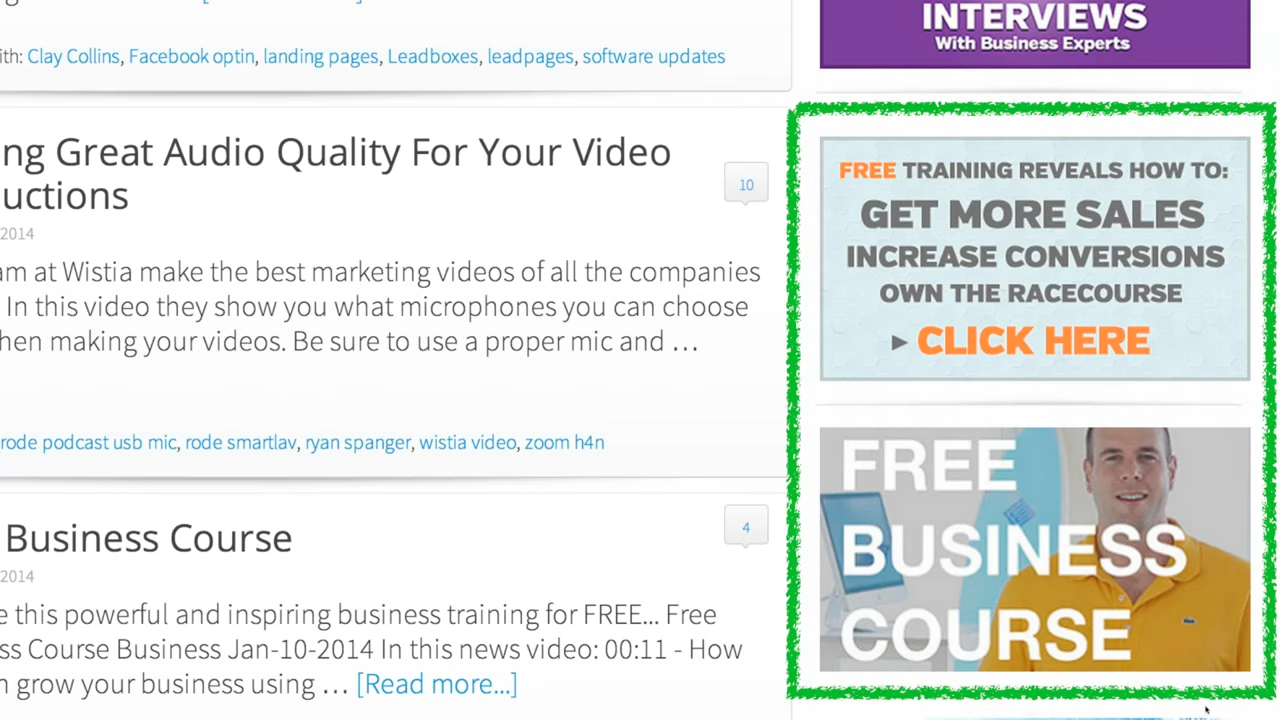 ith: Clay Collins, Facebook optin, landing pages, Leadboxes, leadpages, software updates
ng Great Audio Quality For Your Video
uctions
2014
10
am at Wistia make the best marketing videos of all the companies
In this video they show you what microphones you can choose
hen making your videos. Be sure to use a proper mic and …
rode podcast usb mic, rode smartlav, ryan spanger, wistia video, zoom h4n
Business Course
2014
4
e this powerful and inspiring business training for FREE... Free
ss Course Business Jan-10-2014 In this news video: 00:11 - How
n grow your business using … [Read more...]
INTERVIEWS
With Business Experts
FREE TRAINING REVEALS HOW TO:
GET MORE SALES
INCREASE CONVERSIONS
OWN THE RACECOURSE
► CLICK HERE
FREE
BUSINESS
COURSE